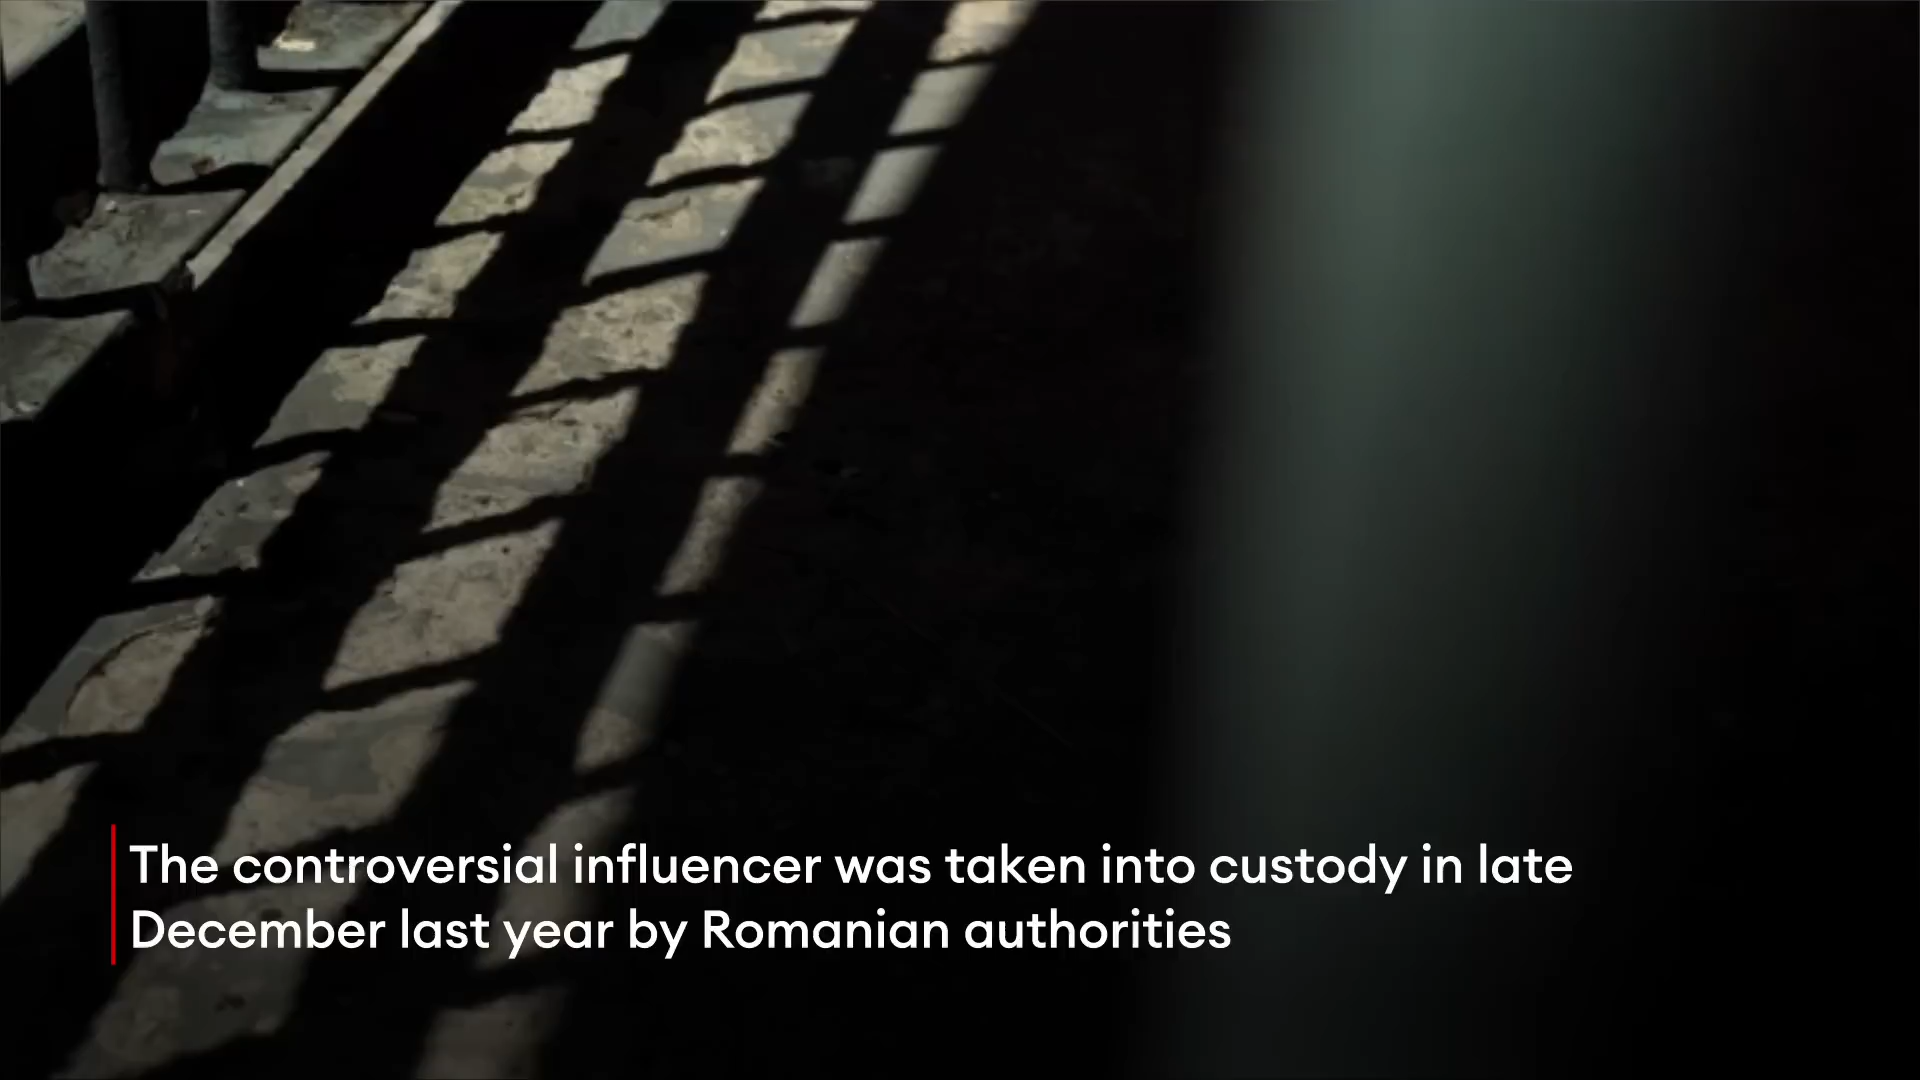 The controversial influencer was taken into custody in late
December last year by Romanian authorities